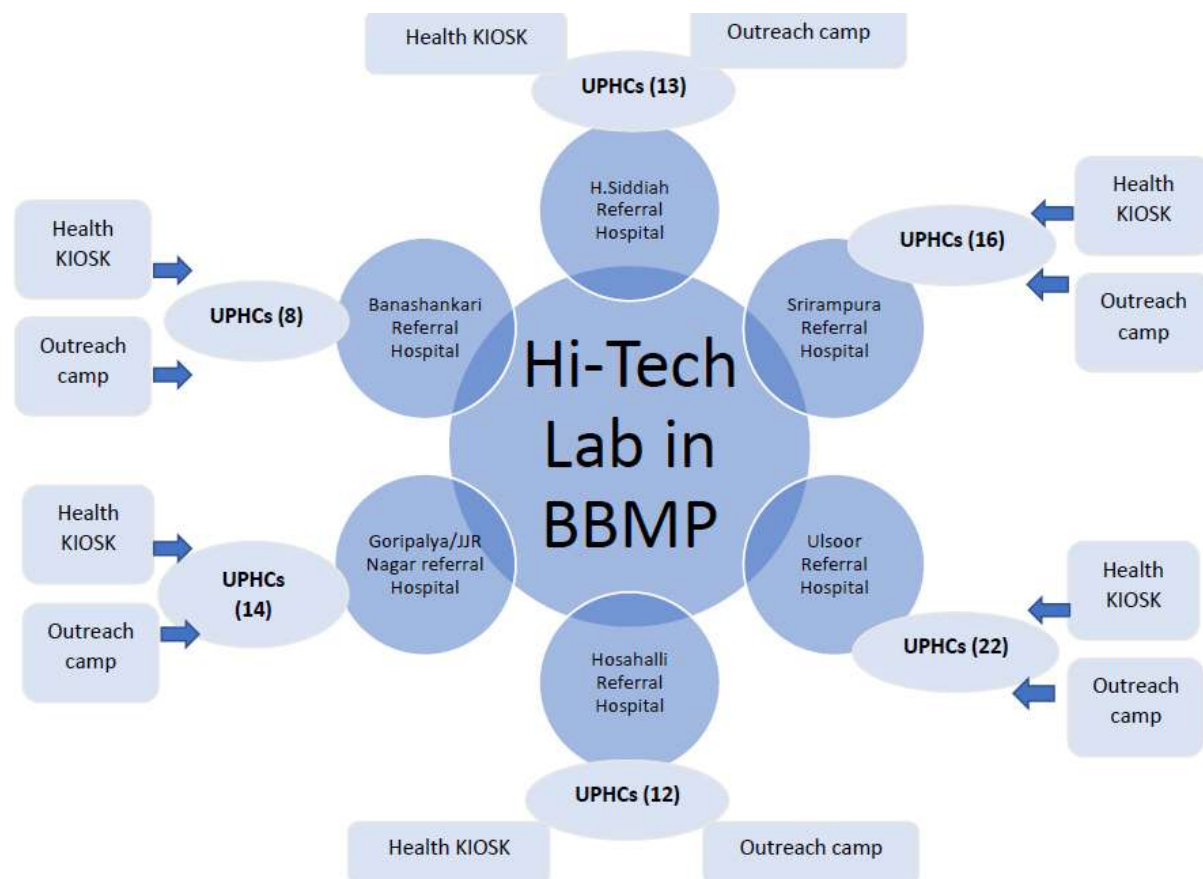 Health KIOSK
Outreach camp
UPHCs (13)
H.Siddiah
Referral
Hospital
Health
KIOSK
Outreach
camp
UPHCs (8)
Banashankari
Referral
Hospital
Health
KIOSK
Outreach
camp
UPHCs (16)
Srirampura
Referral
Hospital
Hi-Tech
Lab in
BBMP
Health
KIOSK
Outreach
camp
UPHCs
(14)
Goripalya/JJR
Nagar referral
Hospital
Ulsoor
Referral
Hospital
UPHCs (22)
Health
KIOSK
Outreach
camp
Hosahalli
Referral
Hospital
UPHCs (12)
Health KIOSK
Outreach camp